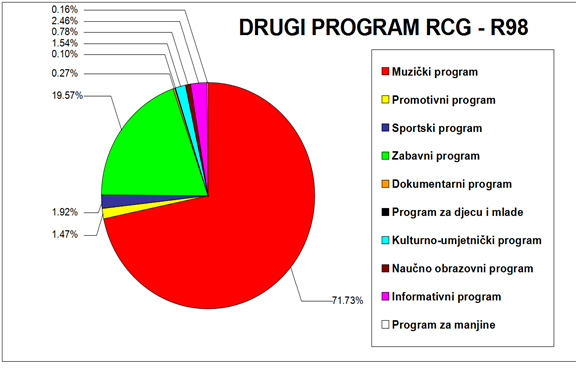 DRUGI PROGRAM RCG - R98
0.16%
2.46%
0.78%
1.54%
0.10%
0.27%
19.57%
1.92%
1.47%
71.73%
Muzički program
Promotivni program
Sportski program
Zabavni program
Dokumentarni program
Program za djecu i mlade
Kulturno-umjetnički program
Naučno obrazovni program
Informativni program
Program za manjine